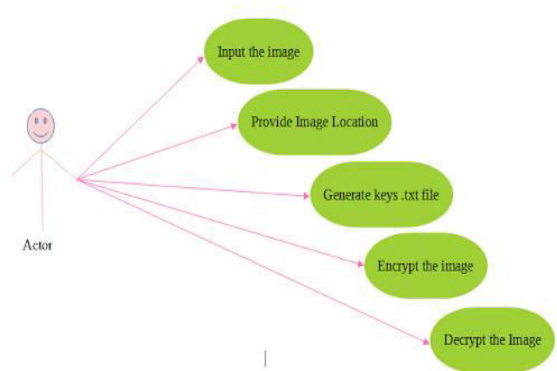 Input the image
Provide Image Location
Generate keys .txt file
Actor
Encrypt the image
Decrypt the Image